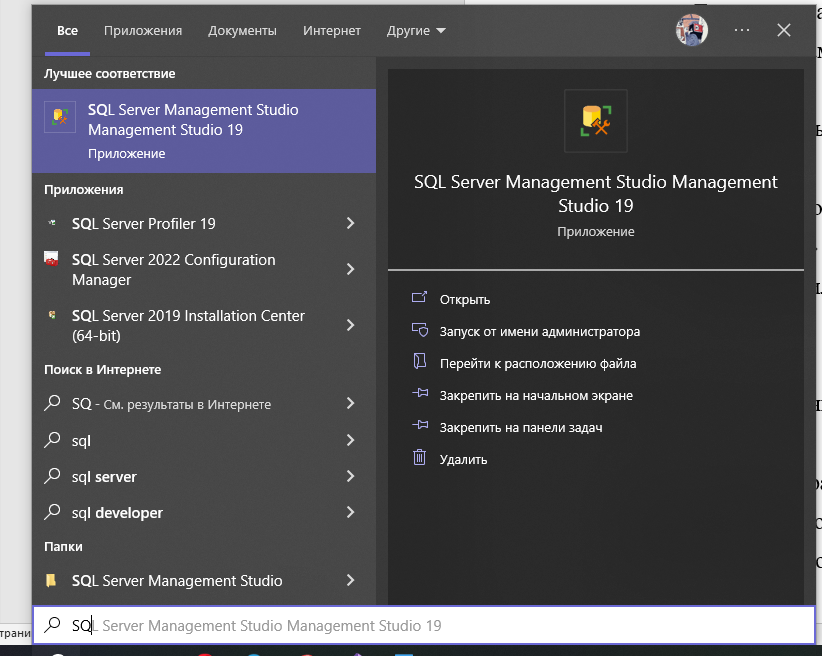 Все Приложения Документы Интернет Другие
Лучшее соответствие
SQL Server Management Studio
Management Studio 19
Приложение
Приложения
SQL Server Profiler 19
SQL Server 2022 Configuration
Manager
SQL Server 2019 Installation Center
(64-bit)
Поиск в Интернете
SQ - См. результаты в Интернете
sql
sql server
sql developer
Папки
SQL Server Management Studio
SQL Server Management Studio Management
Studio 19
Приложение
Открыть
Запуск от имени администратора
Перейти к расположению файла
Закрепить на начальном экране
Закрепить на панели задач
Удалить
SQL Server Management Studio Management Studio 19